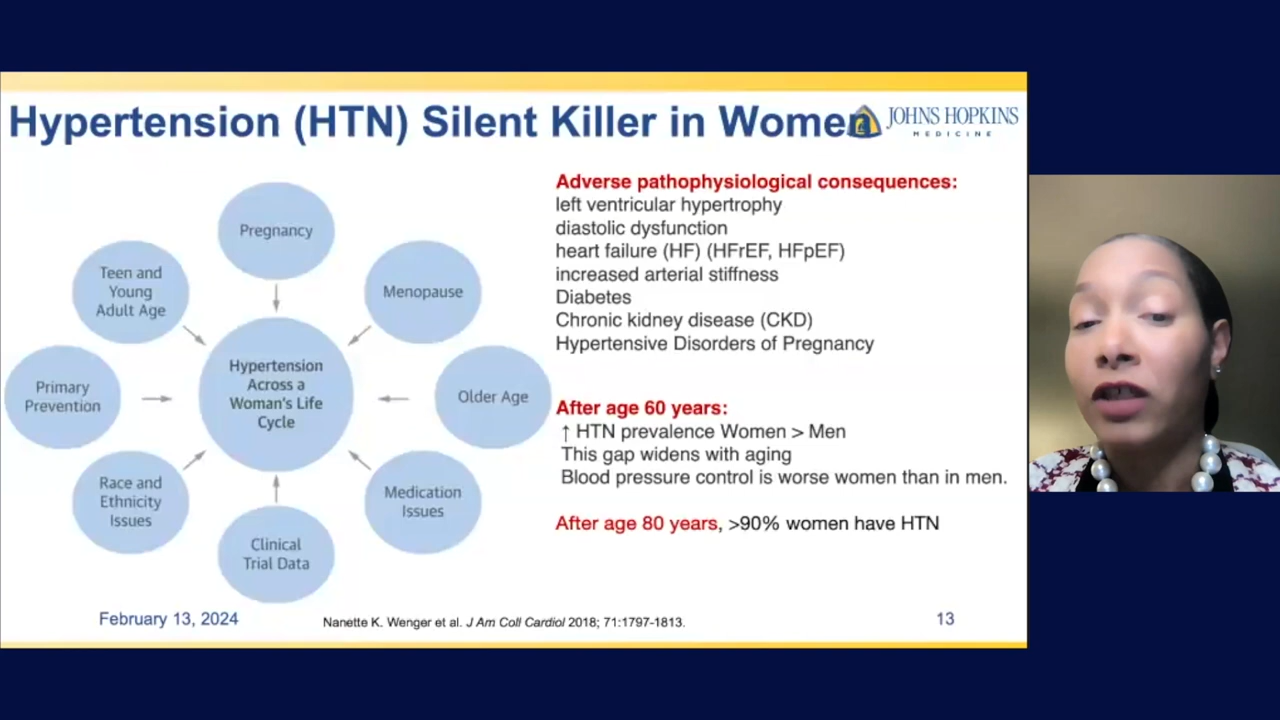 Hypertension (HTN) Silent Killer in Women
JOHNS HOPKINS
MEDICINE
Pregnancy
Teen and
Young
Adult Age
Menopause
Primary
Prevention
Hypertension
Across a
Woman's Life
Cycle
Older Age
Race and
Ethnicity
Issues
Medication
Issues
Clinical
Trial Data
Adverse pathophysiological consequences:
left ventricular hypertrophy
diastolic dysfunction
heart failure (HF) (HFrEF, HFpEF)
increased arterial stiffness
Diabetes
Chronic kidney disease (CKD)
Hypertensive Disorders of Pregnancy
After age 60 years:
↑ HTN prevalence Women > Men
This gap widens with aging
Blood pressure control is worse women than in men.
After age 80 years, >90% women have HTN
February 13, 2024
Nanette K. Wenger et al. J Am Coll Cardiol 2018; 71:1797-1813.
13